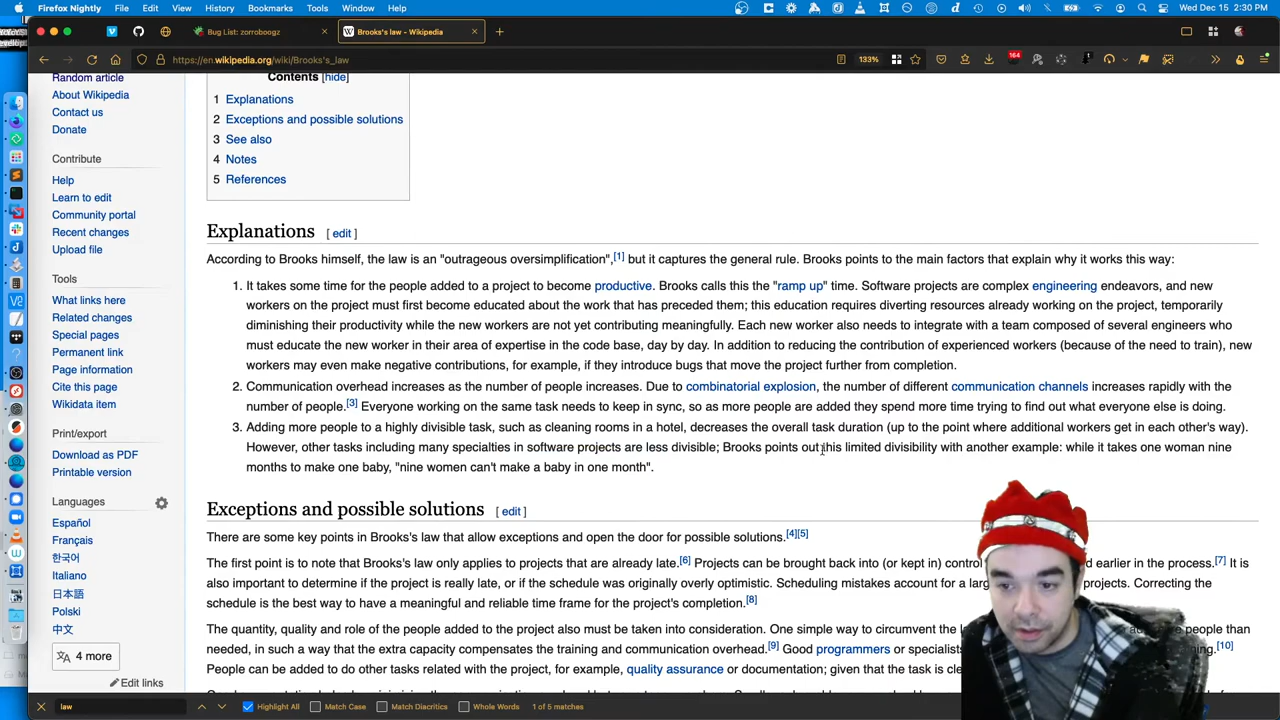 Firefox Nightly File Edit View History Bookmarks Tools Window Help Wed Dec 15 2:30 PM
Bug List: zorroboogz
Brooks's law - Wikipedia
https://en.wikipedia.org/wiki/Brooks's_law
133%
164
Random article
About Wikipedia
Contact us
Donate
Contribute
Help
Learn to edit
Community portal
Recent changes
Upload file
Tools
What links here
Related changes
Special pages
Permanent link
Page information
Cite this page
Wikidata item
Print/export
Download as PDF
Printable version
Languages
Español
Français
한국어
Italiano
日本語
Polski
中文
4 more
Edit links
Contents [hide]
1 Explanations
2 Exceptions and possible solutions
3 See also
4 Notes
5 References
Explanations [ edit ]
According to Brooks himself, the law is an "outrageous oversimplification",[1] but it captures the general rule. Brooks points to the main factors that explain why it works this way:
1. It takes some time for the people added to a project to become productive. Brooks calls this the "ramp up" time. Software projects are complex engineering endeavors, and new
workers on the project must first become educated about the work that has preceded them; this education requires diverting resources already working on the project, temporarily
diminishing their productivity while the new workers are not yet contributing meaningfully. Each new worker also needs to integrate with a team composed of several engineers who
must educate the new worker in their area of expertise in the code base, day by day. In addition to reducing the contribution of experienced workers (because of the need to train), new
workers may even make negative contributions, for example, if they introduce bugs that move the project further from completion.
2. Communication overhead increases as the number of people increases. Due to combinatorial explosion, the number of different communication channels increases rapidly with the
number of people.[3] Everyone working on the same task needs to keep in sync, so as more people are added they spend more time trying to find out what everyone else is doing.
3. Adding more people to a highly divisible task, such as cleaning rooms in a hotel, decreases the overall task duration (up to the point where additional workers get in each other's way).
However, other tasks including many specialties in software projects are less divisible; Brooks points out this limited divisibility with another example: while it takes one woman nine
months to make one baby, "nine women can't make a baby in one month".
Exceptions and possible solutions [ edit ]
There are some key points in Brooks's law that allow exceptions and open the door for possible solutions.[4][5]
The first point is to note that Brooks's law only applies to projects that are already late.[6] Projects can be brought back into (or kept in) earlier in the process.[7] It is
also important to determine if the project is really late, or if the schedule was originally overly optimistic. Scheduling mistakes account for a projects. Correcting the
schedule is the best way to have a meaningful and reliable time frame for the project's completion.[8]
The quantity, quality and role of the people added to the project also must be taken into consideration. One simple way to circumvent the people than
needed, in such a way that the extra capacity compensates the training and communication overhead.[9] Good programmers or [10]
People can be added to do other tasks related with the project, for example, quality assurance or documentation; given that the task is
law Highlight All Match Case Match Diacritics Whole Words 1 of 5 matches